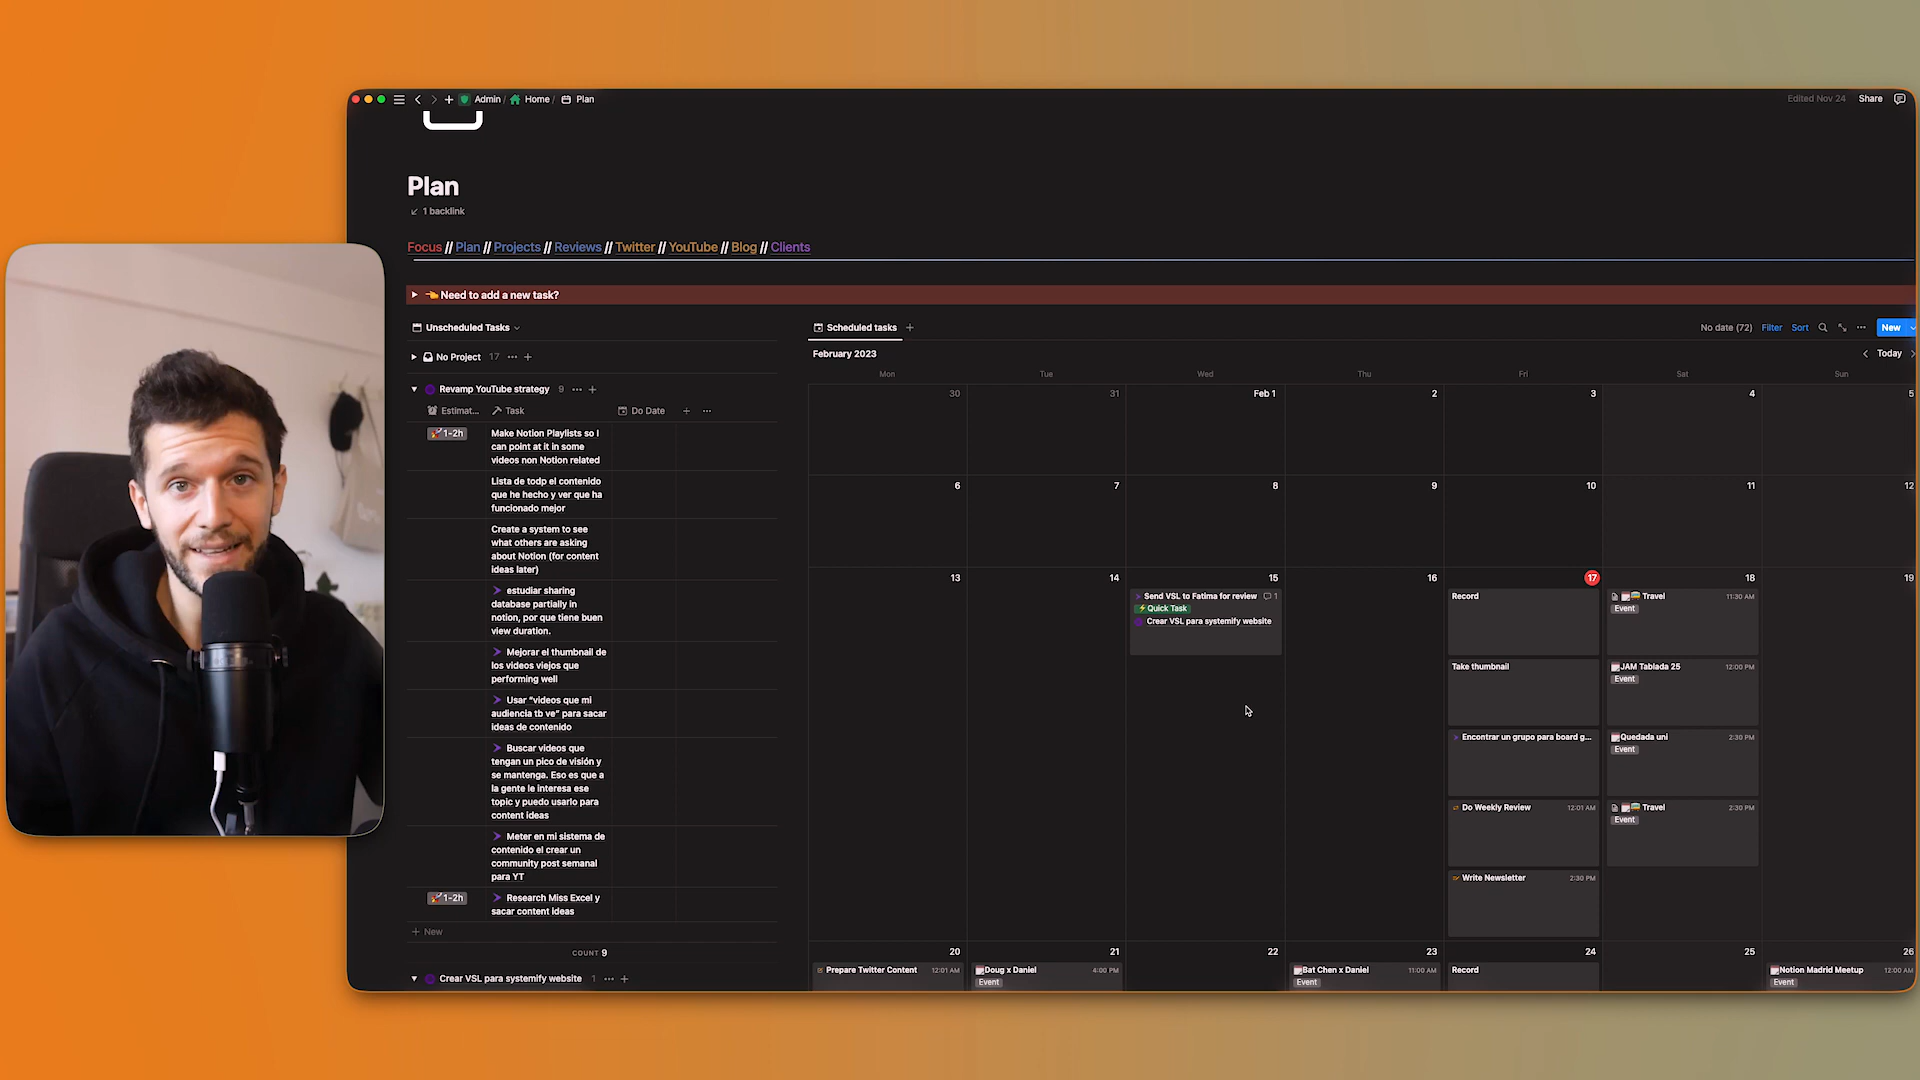 Admin / Home / Plan
Edited Nov 24 Share
Plan
1 backlink
Focus // Plan // Projects // Reviews // Twitter // YouTube // Blog // Clients
Need to add a new task?
Unscheduled Tasks
No Project 17
Revamp YouTube strategy 9
Estimat... Task Do Date
1-2h
Make Notion Playlists so I
can point at it in some
videos non Notion related
Lista de todp el contenido
que he hecho y ver que ha
funcionado mejor
Create a system to see
what others are asking
about Notion (for content
ideas later)
estudiar sharing
database partially in
notion, por que tiene buen
view duration.
Mejorar el thumbnail de
los videos viejos que
performing well
Usar "videos que mi
audiencia tb ve" para sacar
ideas de contenido
Buscar videos que
tengan un pico de visión y
se mantenga. Eso es que a
la gente le interesa ese
topic y puedo usarlo para
content ideas
Meter en mi sistema de
contenido el crear un
community post semanal
para YT
1-2h
Research Miss Excel y
sacar content ideas
+ New
COUNT 9
Crear VSL para systemify website 1
Scheduled tasks
No date (72) Filter Sort New
February 2023
Today
Mon Tue Wed Thu Fri Sat Sun
30 31 Feb 1 2 3 4 5
6 7 8 9 10 11 12
13 14 15 16 17 18 19
Send VSL to Fatima for review 1
Quick Task
Crear VSL para systemify website
Record
Take thumbnail
Encontrar un grupo para board g...
Do Weekly Review 12:01 AM
Write Newsletter 2:30 PM
Travel 11:30 AM
Event
JAM Tablada 25 12:00 PM
Event
Quedada uni 2:30 PM
Event
Travel 2:30 PM
Event
20 21 22 23 24 25 26
Prepare Twitter Content 12:01 AM
Doug x Daniel 4:00 PM
Event
Bat Chen x Daniel 11:00 AM
Event
Record
Notion Madrid Meetup 12:00 AM
Event